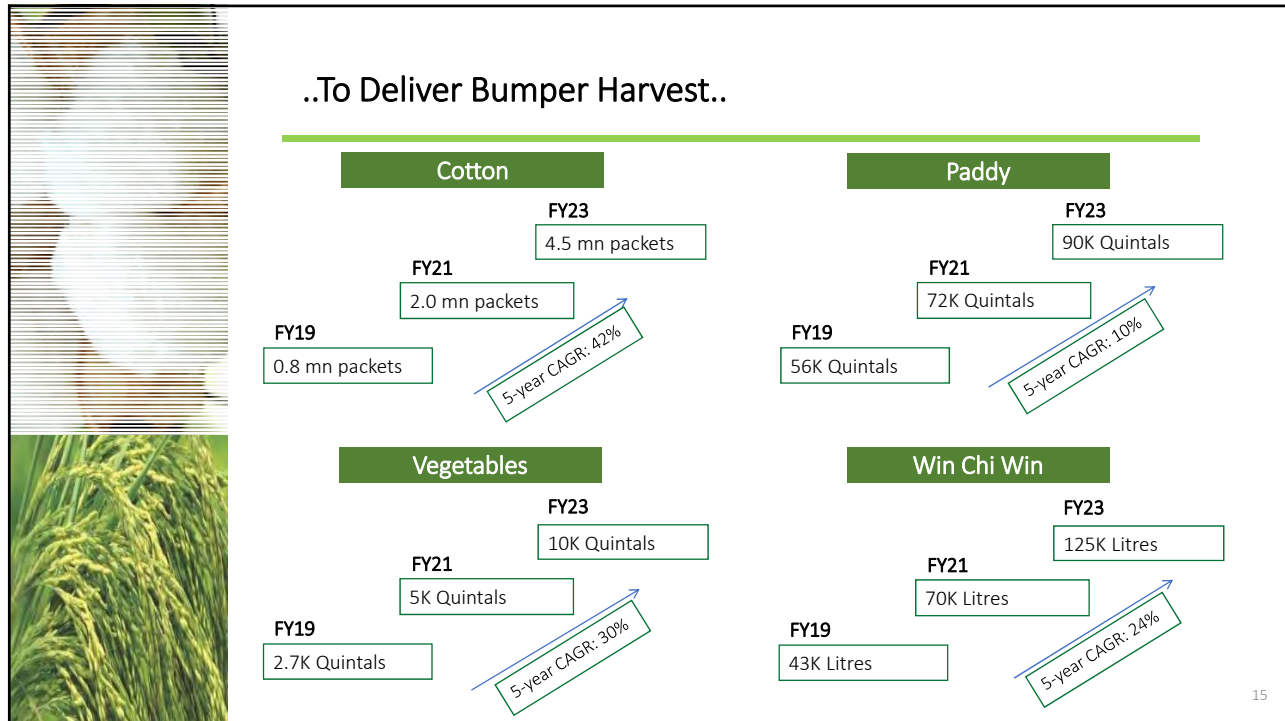 ..To Deliver Bumper Harvest..
Cotton
FY23
4.5 mn packets
FY21
2.0 mn packets
FY19
0.8 mn packets
5-year CAGR: 42%
Paddy
FY23
90K Quintals
FY21
72K Quintals
FY19
56K Quintals
5-year CAGR: 10%
Vegetables
FY23
10K Quintals
FY21
5K Quintals
FY19
2.7K Quintals
5-year CAGR: 30%
Win Chi Win
FY23
125K Litres
FY21
70K Litres
FY19
43K Litres
5-year CAGR: 24%
15